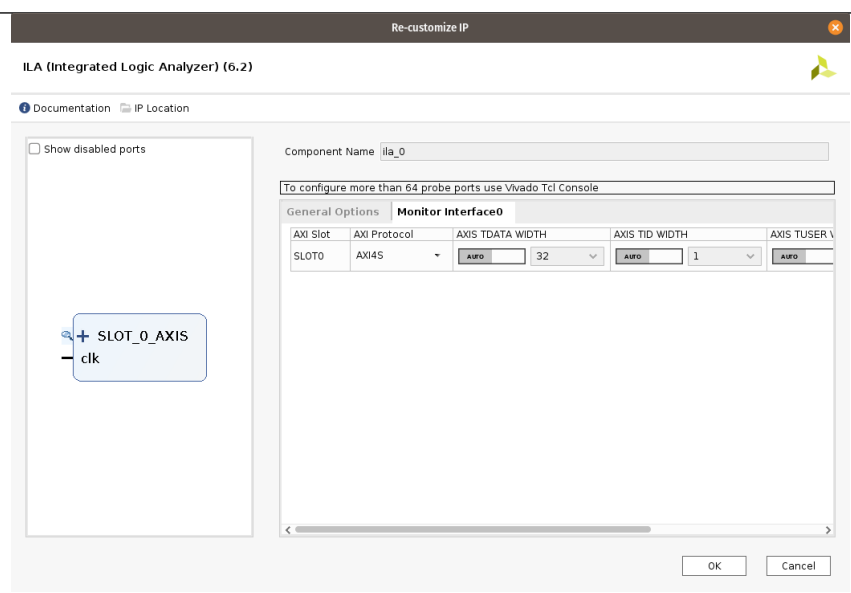 Re-customize IP
ILA (Integrated Logic Analyzer) (6.2)
Documentation IP Location
Show disabled ports
SLOT_0_AXIS
clk
Component Name ila_0
To configure more than 64 probe ports use Vivado Tcl Console
General Options Monitor Interface0
AXI Slot AXI Protocol AXIS TDATA WIDTH AXIS TID WIDTH AXIS TUSER
SLOT0 AXI4S AUTO 32 AUTO 1 AUTO
OK Cancel